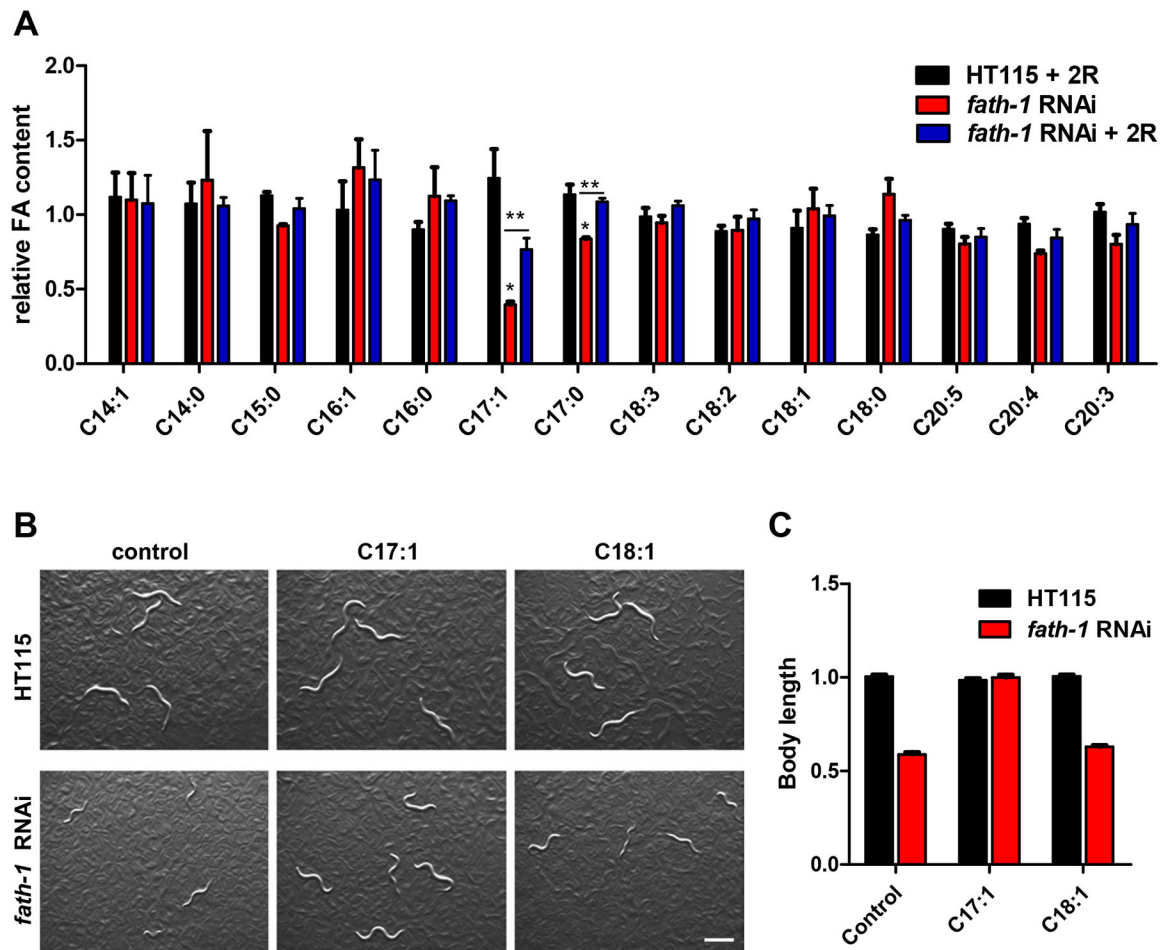 A
relative FA content
2.0
1.5
1.0
0.5
0.0
HT115 + 2R
fath-1 RNAi
fath-1 RNAi + 2R
**
*
**
*
C14:1
C14:0
C15:0
C16:1
C16:0
C17:1
C17:0
C18:3
C18:2
C18:1
C18:0
C20:5
C20:4
C20:3
B
control
C17:1
C18:1
HT115
fath-1 RNAi
C
Body length
1.5
1.0
0.5
0.0
HT115
fath-1 RNAi
Control
C17:1
C18:1